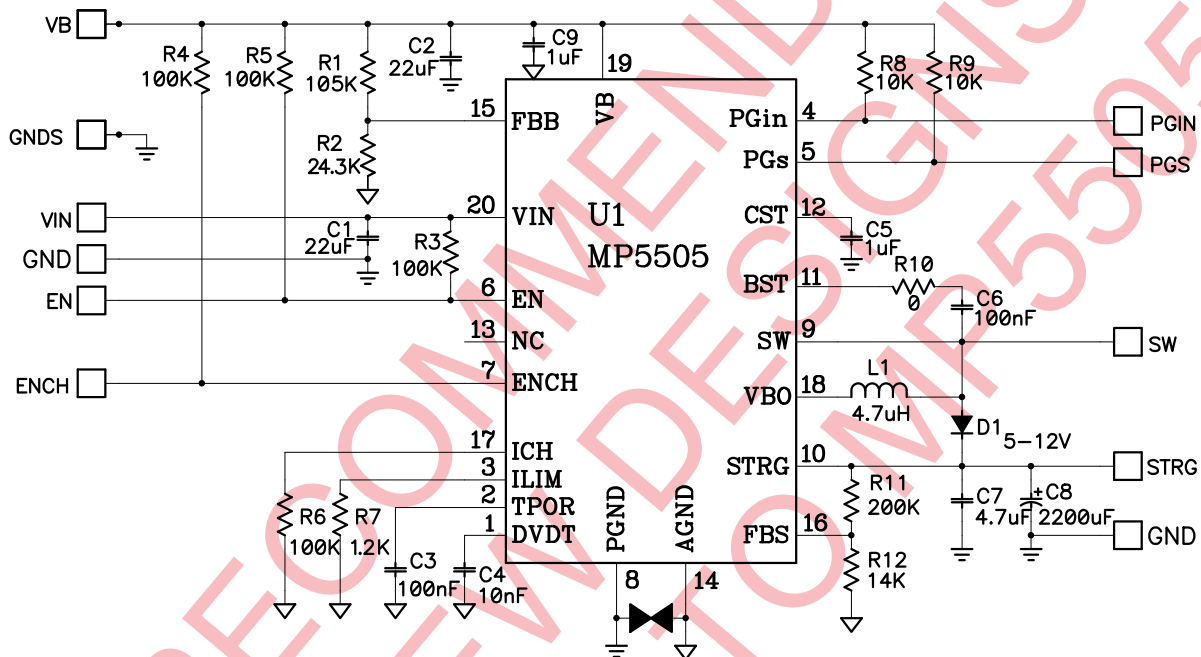 VB
R4
100K
R5
100K
R1
105K
C2
22uF
C9
1uF
19
VB
R8
10K
R9
10K
15
FBB
PGin
4
PGIN
GNDS
R2
24.3K
PGs
5
PGS
VIN
20
VIN
U1
MP5505
CST
12
C1
22uF
R3
100K
C5
1uF
GND
BST
11
R10
0
EN
6
EN
C6
100nF
13
NC
SW
9
SW
ENCH
7
ENCH
VBO
18
L1
4.7uH
D1
5-12V
17
ICH
STRG
10
STRG
3
ILIM
2
TPOR
1
DVDT
R6
100K
R7
1.2K
C3
100nF
C4
10nF
PGND
AGND
8
14
R11
200K
C7
4.7uF
C8
2200uF
FBS
16
GND
R12
14K
RECOMMEND
EW DESIGNS
TO MP5505